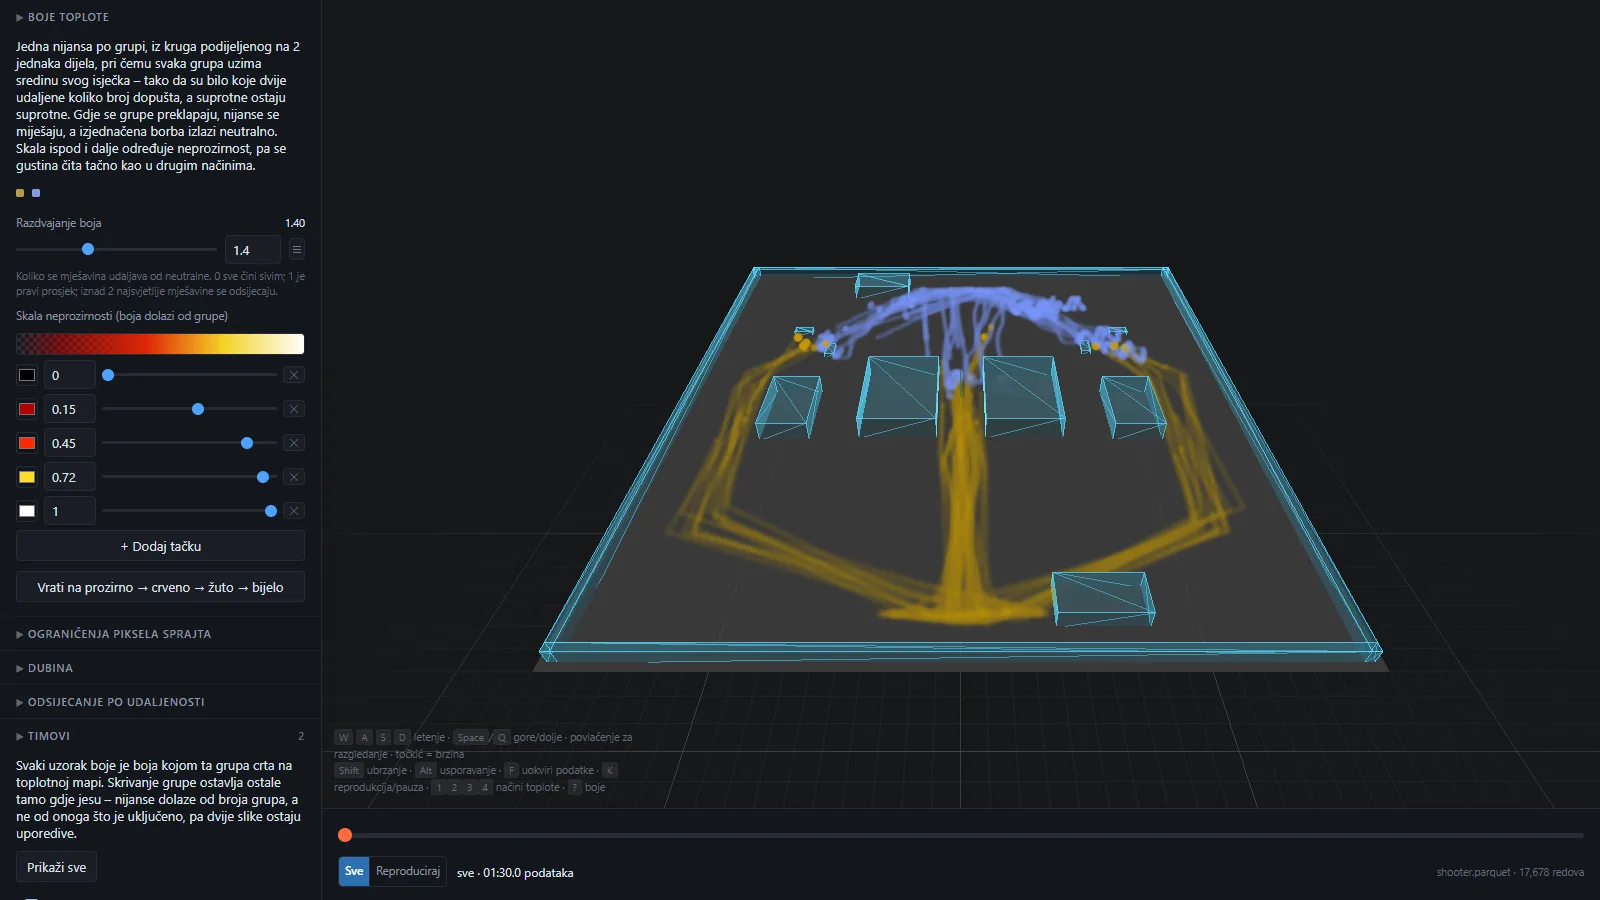 BOJE TOPLOTE
Jedna nijansa po grupi, iz kruga podijeljenog na 2
jednaka dijela, pri čemu svaka grupa uzima
sredinu svog isječka – tako da su bilo koje dvije
udaljene koliko broj dopušta, a suprotne ostaju
suprotne. Gdje se grupe preklapaju, nijanse se
miješaju, a izjednačena borba izlazi neutralno.
Skala ispod i dalje određuje neprozirnost, pa se
gustina čita tačno kao u drugim načinima.
Razdvajanje boja 1.40
1.4
Koliko se mješavina udaljava od neutralne. 0 sve čini sivim; 1 je
pravi prosjek; iznad 2 najsvjetlije mješavine se odsijecaju.
Skala neprozirnosti (boja dolazi od grupe)
0
0.15
0.45
0.72
1
+ Dodaj tačku
Vrati na prozirno → crveno → žuto → bijelo
OGRANIČENJA PIKSELA SPRAJTA
DUBINA
ODSIJECANJE PO UDALJENOSTI
TIMOVI 2
Svaki uzorak boje je boja kojom ta grupa crta na
toplotnoj mapi. Skrivanje grupe ostavlja ostale
tamo gdje jesu – nijanse dolaze od broja grupa, a
ne od onoga što je uključeno, pa dvije slike ostaju
uporedive.
Prikaži sve
W A S D letenje · Space / Q gore/dolje · povlačenje za
razgledanje · točkić = brzina
Shift ubrzanje · Alt usporavanje · F uokviri podatke · K
reprodukcija/pauza · 1 2 3 4 načini toplote · ? boje
Sve Reproduciraj sve · 01:30.0 podataka
shooter.parquet · 17,678 redova